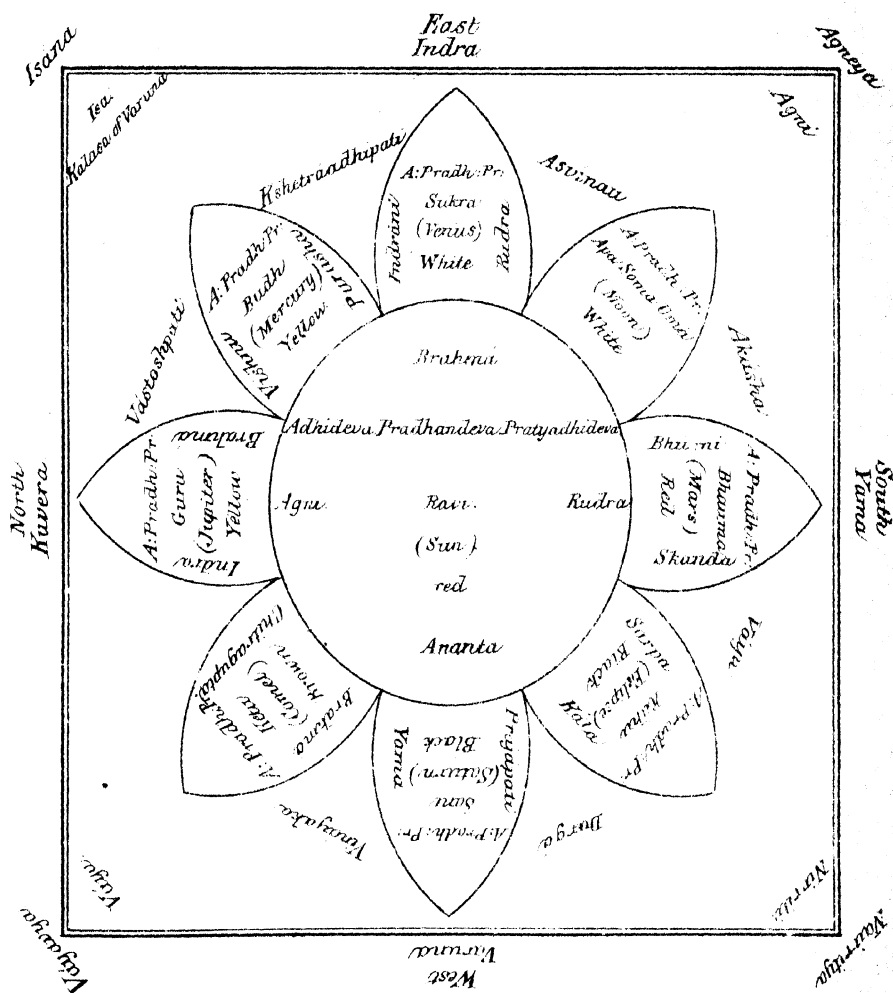 East
Indra
Isana
Agneya
Isa
Kalasa of Varuna
Agni
Kshetrandhipati
Asvinau
A: Pradh: Pr:
Sukra
(Venus)
White
Indrani
Rudra
A: Pradh: Pr:
Budh
(Mercury)
Yellow
Vishnu
Purusha
A: Pradh: Pr:
Apa Soma Uma
(Moon)
White
Vastoshpati
Akasha
Brahma
Adhideva Pradhandeva Pratyadhideva
Agni
Ravi
Rudra
(Sun)
red
Ananta
North
Kuvera
South
Yama
A: Pradh: Pr:
Guru
(Jupiter)
Yellow
Brahma
Indra
A: Pradh: Pr:
Bhauma
(Mars)
Red
Bhumi
Skanda
Vayu
A: Pradh: Pr:
Ketu
(Comet)
Brown
Chitragupta
Brahma
A: Pradh: Pr:
Sani
(Saturn)
Black
Yama
Prajapati
A: Pradh: Pr:
Rahu
(Eclipse)
Black
Vinayaka
Durga
Vayu
Nirriti
Vayavya
Nairritya
Varuna
West